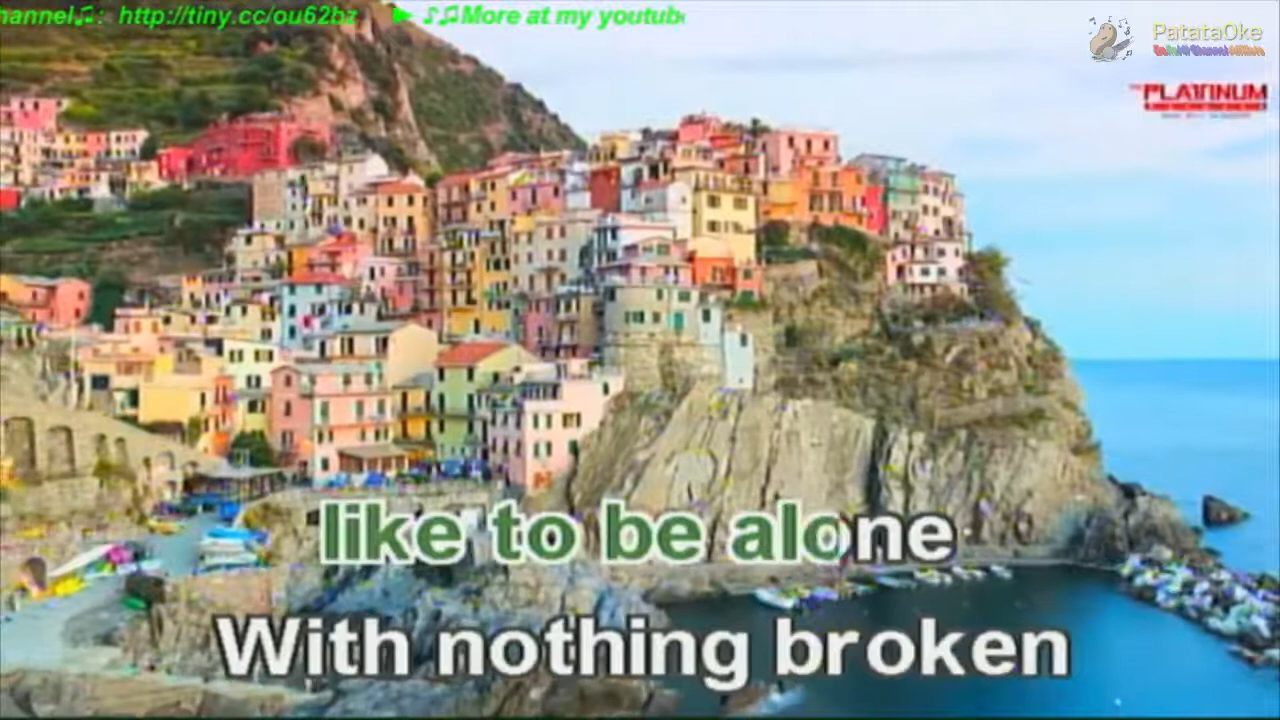 hannel♫: http://tiny.cc/ou62bz ► ♪♫More at my youtub
PatataOke
PLATINUM
like to be alone
With nothing broken